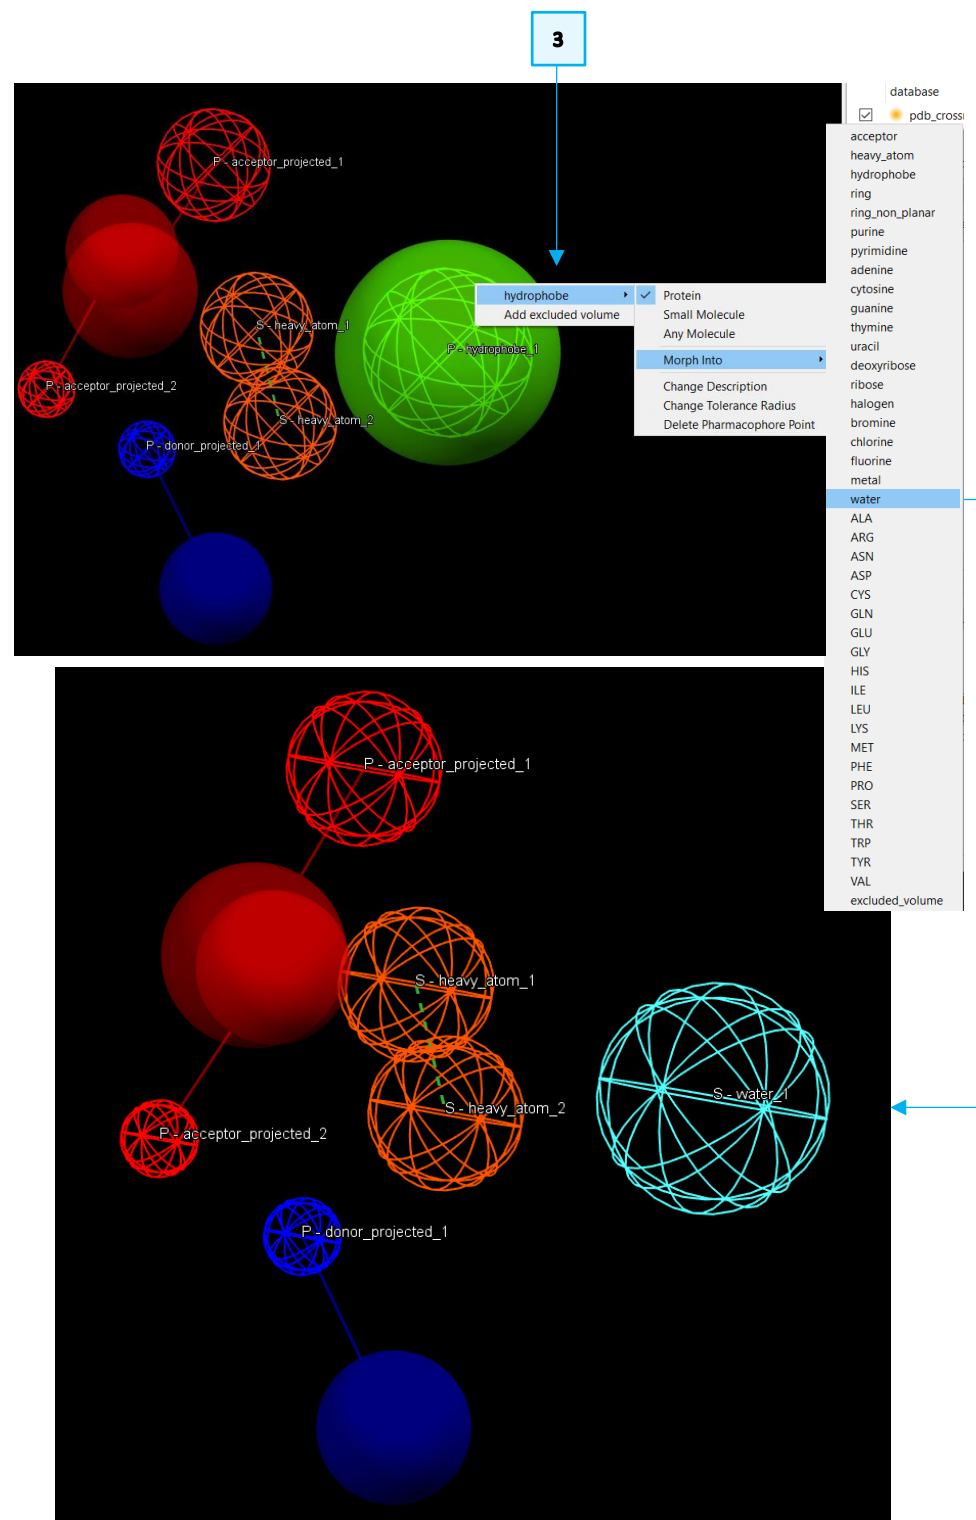 3
database
pdb_cross
P - acceptor_projected_1
P - acceptor_projected_2
S - heavy_atom_1
S - heavy_atom_2
P - donor_projected_1
P - hydrophobe_1
hydrophobe
Add excluded volume
Protein
Small Molecule
Any Molecule
Morph Into
Change Description
Change Tolerance Radius
Delete Pharmacophore Point
acceptor
heavy_atom
hydrophobe
ring
ring_non_planar
purine
pyrimidine
adenine
cytosine
guanine
thymine
uracil
deoxyribose
ribose
halogen
bromine
chlorine
fluorine
metal
water
ALA
ARG
ASN
ASP
CYS
GLN
GLU
GLY
HIS
ILE
LEU
LYS
MET
PHE
PRO
SER
THR
TRP
TYR
VAL
excluded_volume
P - acceptor_projected_1
S - heavy_atom_1
S - water_1
S - heavy_atom_2
P - acceptor_projected_2
P - donor_projected_1